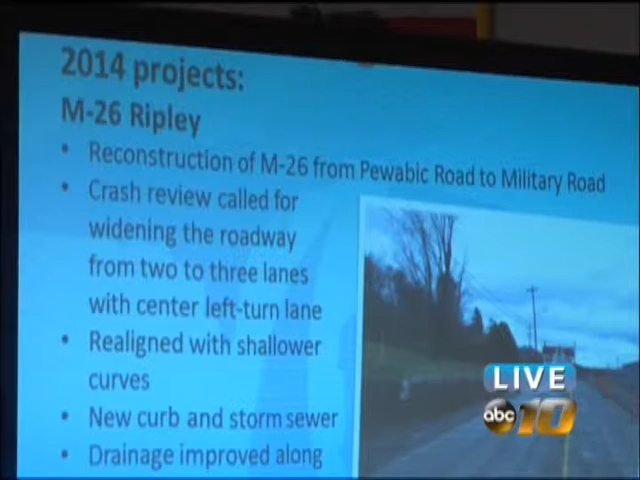 2014 projects:
M-26 Ripley
• Reconstruction of M-26 from Pewabic Road to Military Road
• Crash review called for
widening the roadway
from two to three lanes
with center left-turn lane
• Realigned with shallower
curves
• New curb and storm sewer
• Drainage improved along
LIVE
abc 10